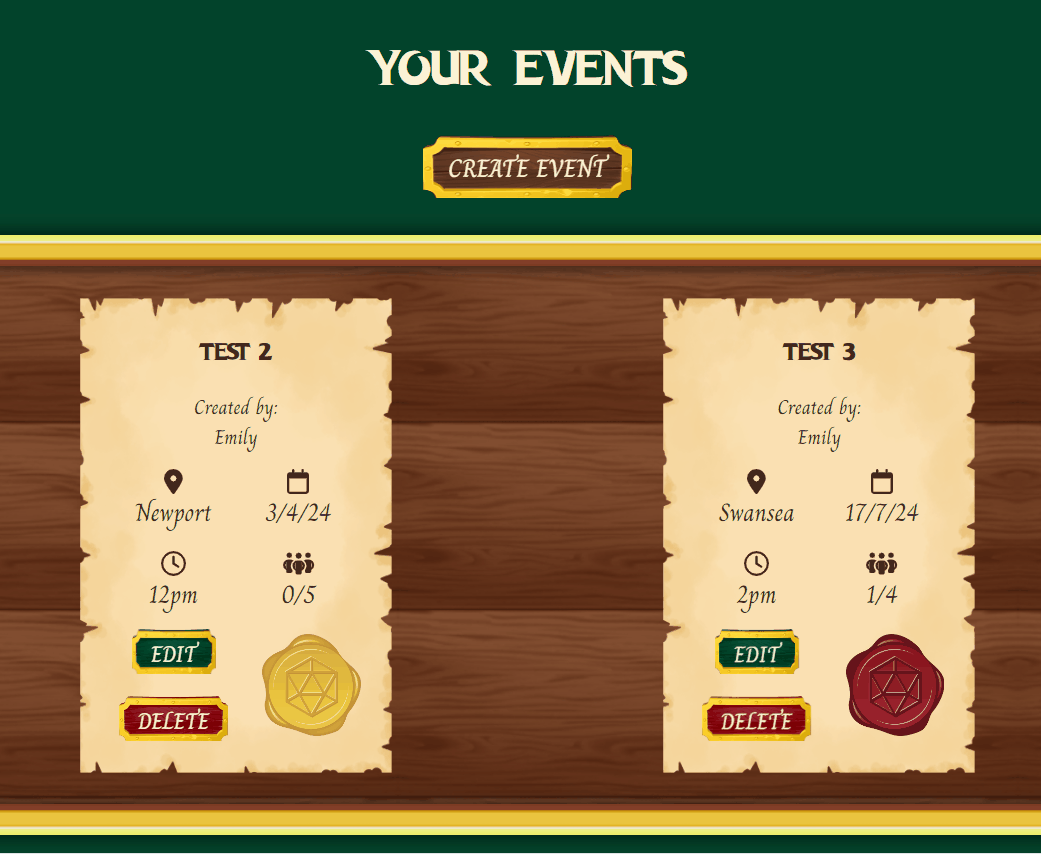 YOUR EVENTS
CREATE EVENT
TEST 2
Created by:
Emily
Newport 3/4/24
12pm 0/5
EDIT
DELETE
TEST 3
Created by:
Emily
Swansea 17/7/24
2pm 1/4
EDIT
DELETE